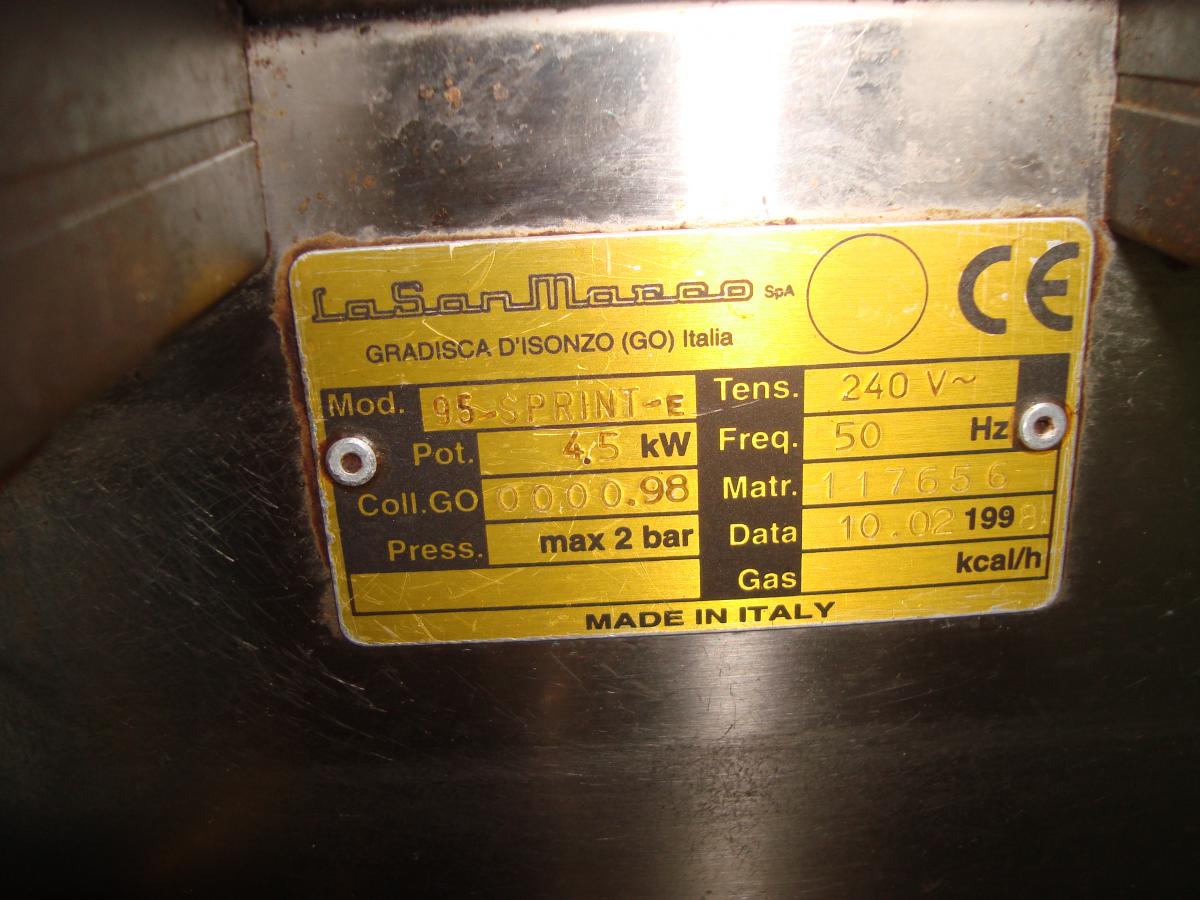 LaSanMarco SpA CE
GRADISCA D'ISONZO (GO) Italia
Mod. 95-SPRINT-E Tens. 240 V~
Pot. 4.5 kW Freq. 50 Hz
Coll.GO 0000.98 Matr. 117656
Press. max 2 bar Data 10.02 1998
Gas kcal/h
MADE IN ITALY